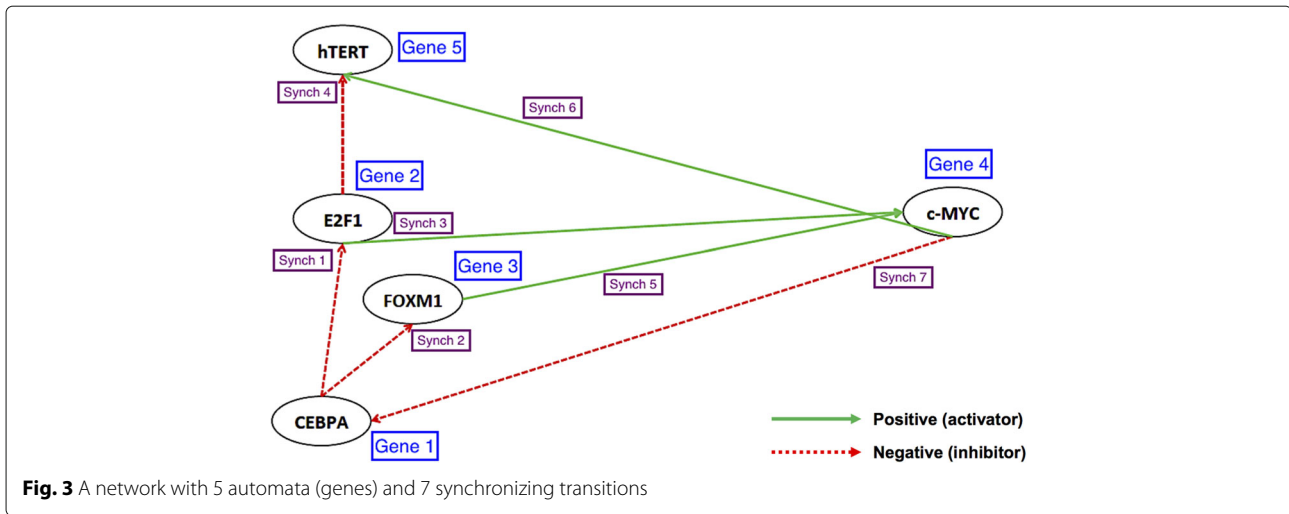 hTERT
Gene 5
Synch 4
Synch 6
Gene 2
Gene 4
E2F1
Synch 3
c-MYC
Synch 1
Gene 3
FOXM1
Synch 5
Synch 7
Synch 2
CEBPA
Gene 1
Positive (activator)
Negative (inhibitor)
Fig. 3 A network with 5 automata (genes) and 7 synchronizing transitions